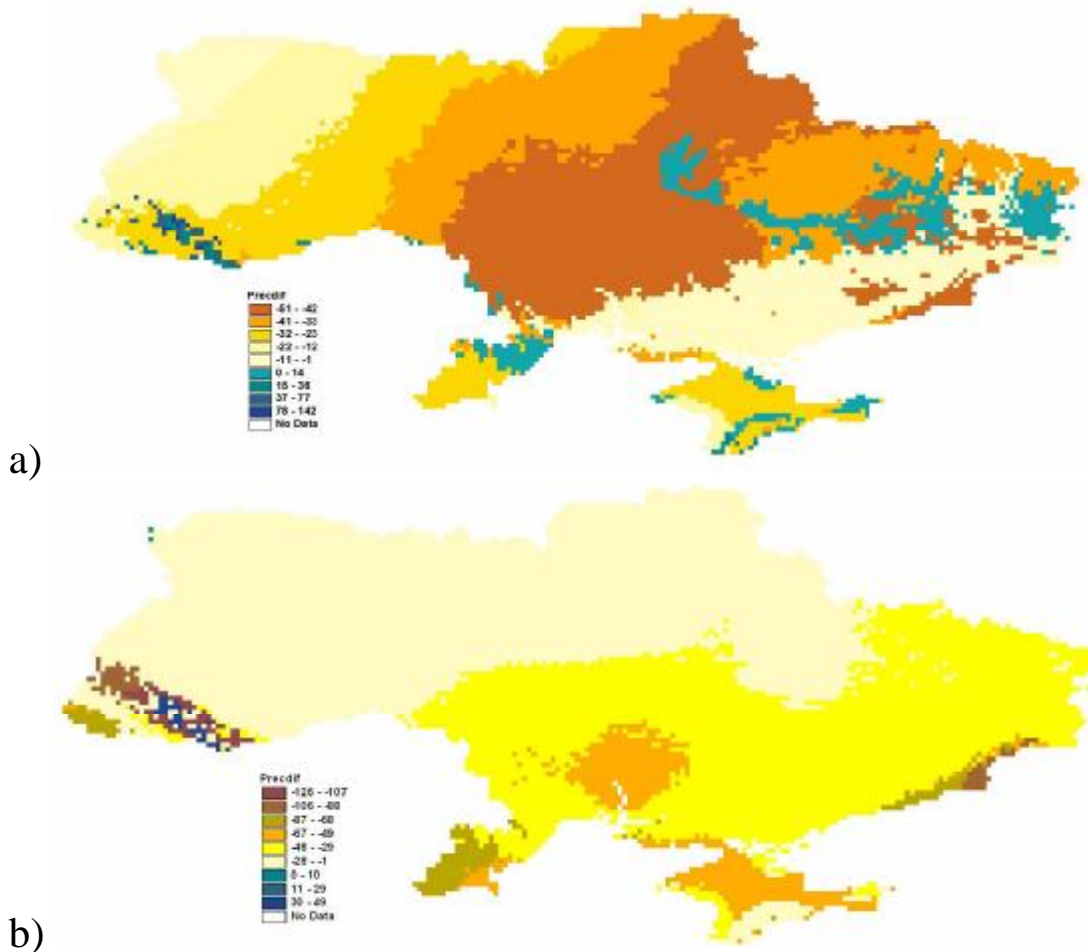 Precdif
-51 - -42
-41 - -33
-32 - -23
-22 - -12
-11 - -1
0 - 14
15 - 36
37 - 77
78 - 142
No Data
a)
Precdif
-125 - -107
-106 - -88
-87 - -68
-67 - -49
-48 - -29
-28 - -1
0 - 10
11 - 29
30 - 49
No Data
b)